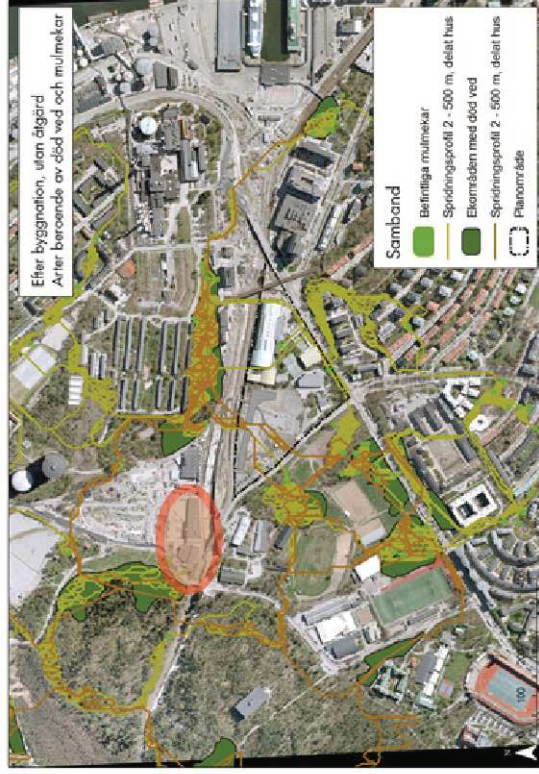 Efter byggnation, utan åtgärd
Arter beroende av död ved och mulmekar
Samband
Befintliga mulmekar
Spridningsprofil 2 - 500 m, delat hus
Ekområden med död ved
Spridningsprofil 2 - 500 m, delat hus
Planområde
100
N